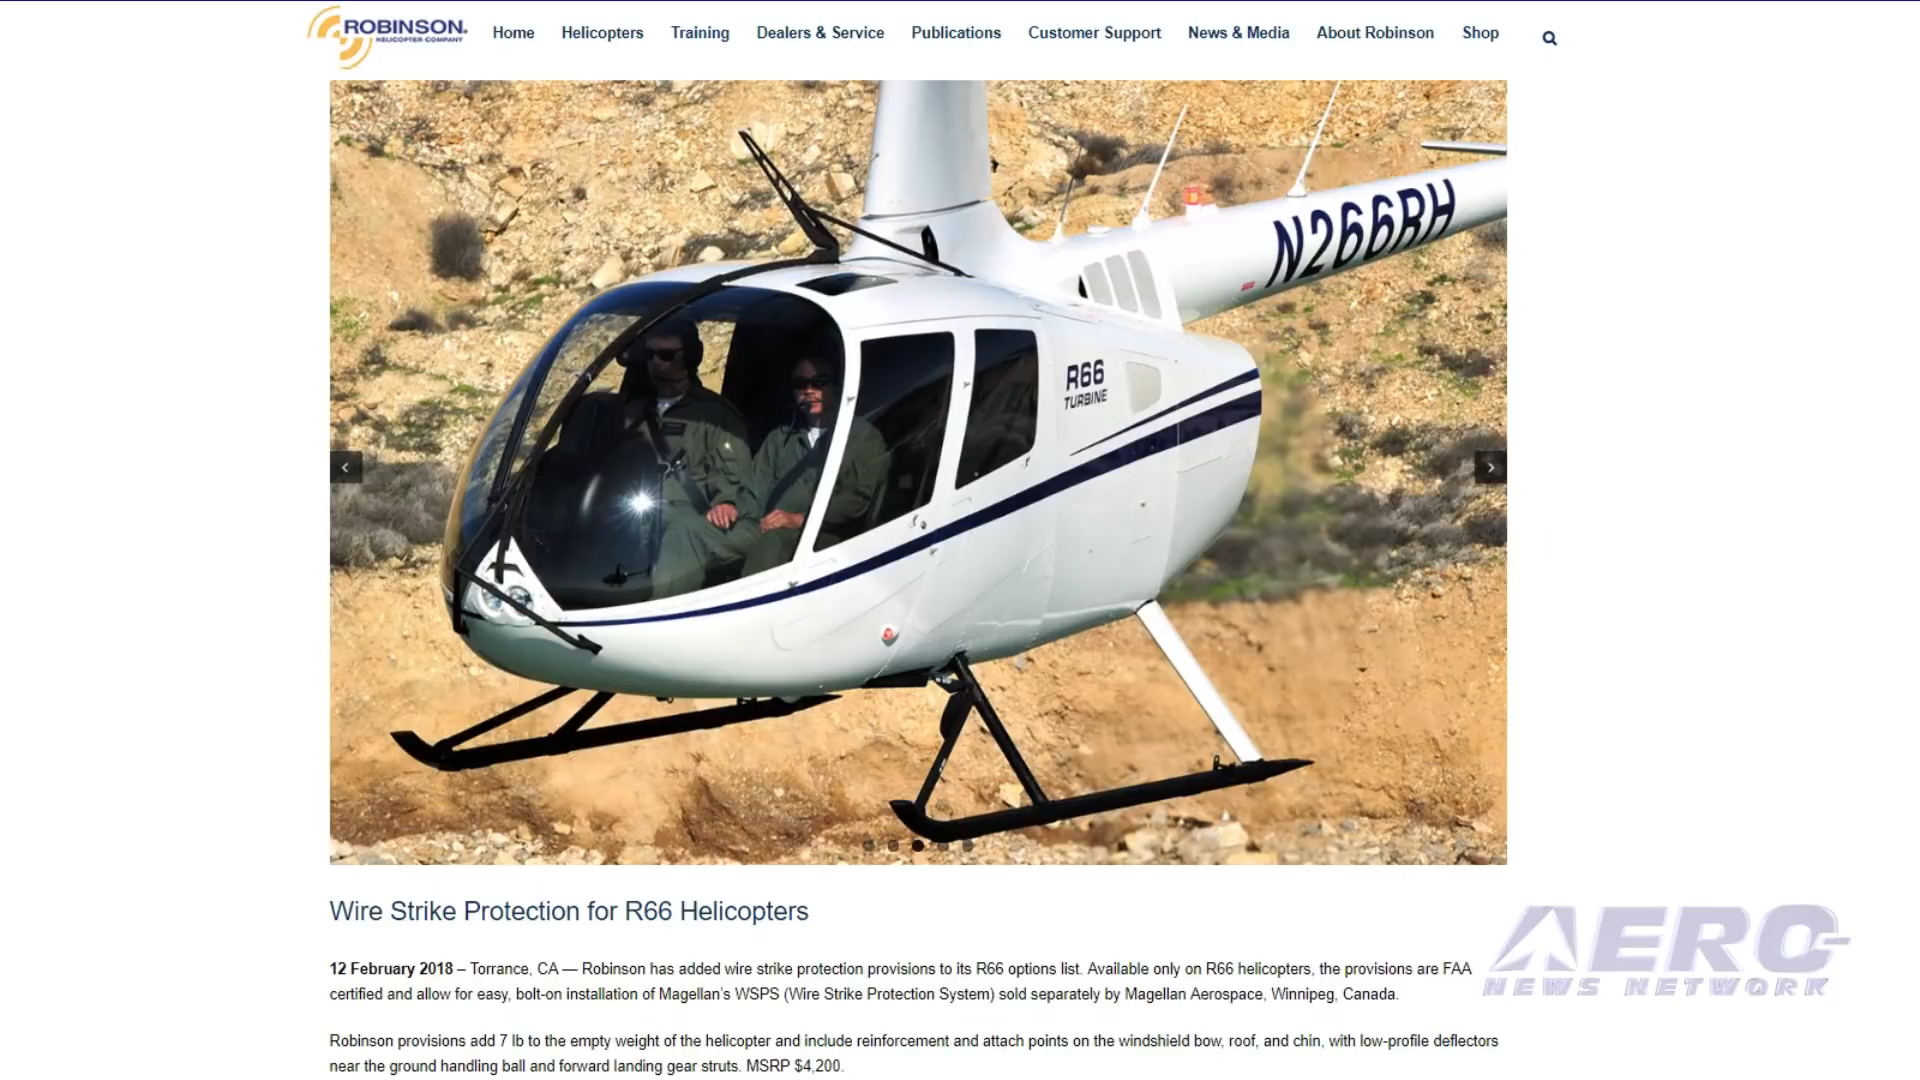 ROBINSON
HELICOPTER COMPANY
Home Helicopters Training Dealers & Service Publications Customer Support News & Media About Robinson Shop
N266RH
R66
TURBINE
Wire Strike Protection for R66 Helicopters
12 February 2018 – Torrance, CA — Robinson has added wire strike protection provisions to its R66 options list. Available only on R66 helicopters, the provisions are FAA
certified and allow for easy, bolt-on installation of Magellan’s WSPS (Wire Strike Protection System) sold separately by Magellan Aerospace, Winnipeg, Canada.
Robinson provisions add 7 lb to the empty weight of the helicopter and include reinforcement and attach points on the windshield bow, roof, and chin, with low-profile deflectors
near the ground handling ball and forward landing gear struts. MSRP $4,200.
AERO
NEWS NETWORK